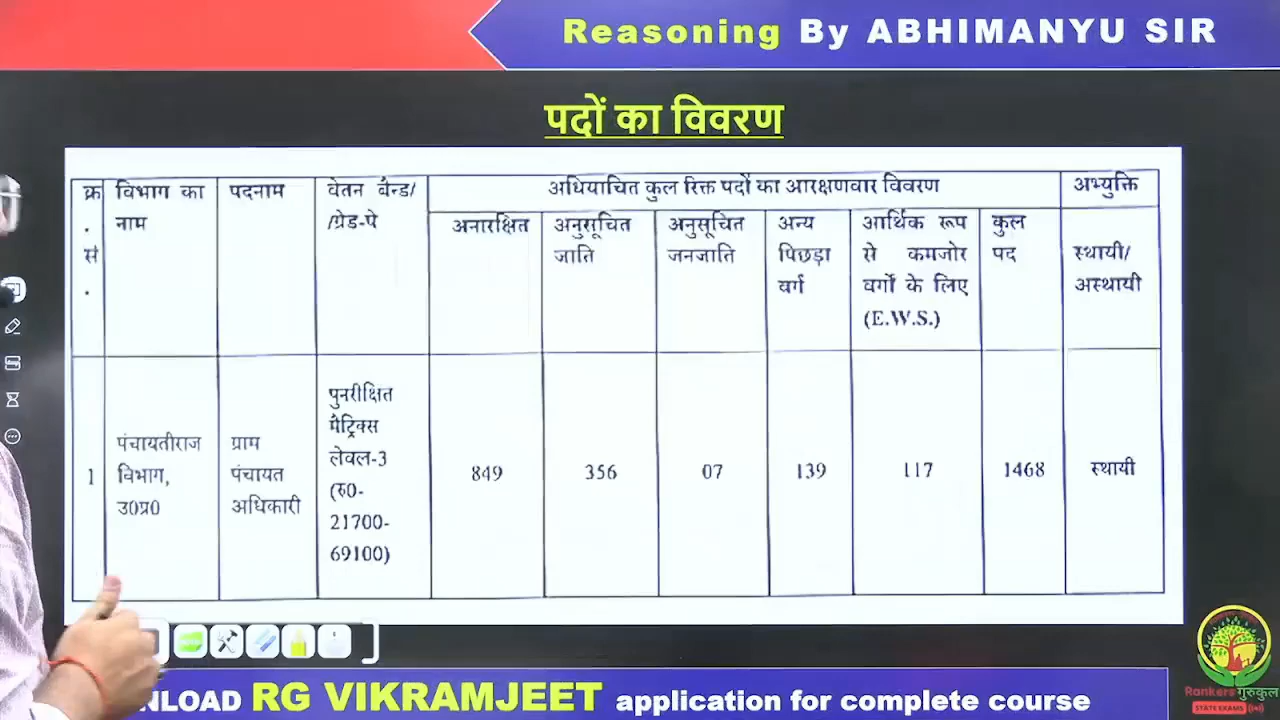 Reasoning By ABHIMANYU SIR
पदों का विवरण
क्र
.
सं
.
विभाग का
नाम
पदनाम
वेतन बैन्ड/
/ग्रेड-पे
अधियाचित कुल रिक्त पदों का आरक्षणवार विवरण
अभ्युक्ति
अनारक्षित
अनुसूचित
जाति
अनुसूचित
जनजाति
अन्य
पिछड़ा
वर्ग
आर्थिक रूप
से कमजोर
वर्गों के लिए
(E.W.S.)
कुल
पद
स्थायी/
अस्थायी
1
पंचायतीराज
विभाग,
उ0प्र0
ग्राम
पंचायत
अधिकारी
पुनरीक्षित
मैट्रिक्स
लेवल-3
(रु0-
21700-
69100)
849
356
07
139
117
1468
स्थायी
NLOAD RG VIKRAMJEET application for complete course
Rankers गुरुकुल
STATE EXAMS